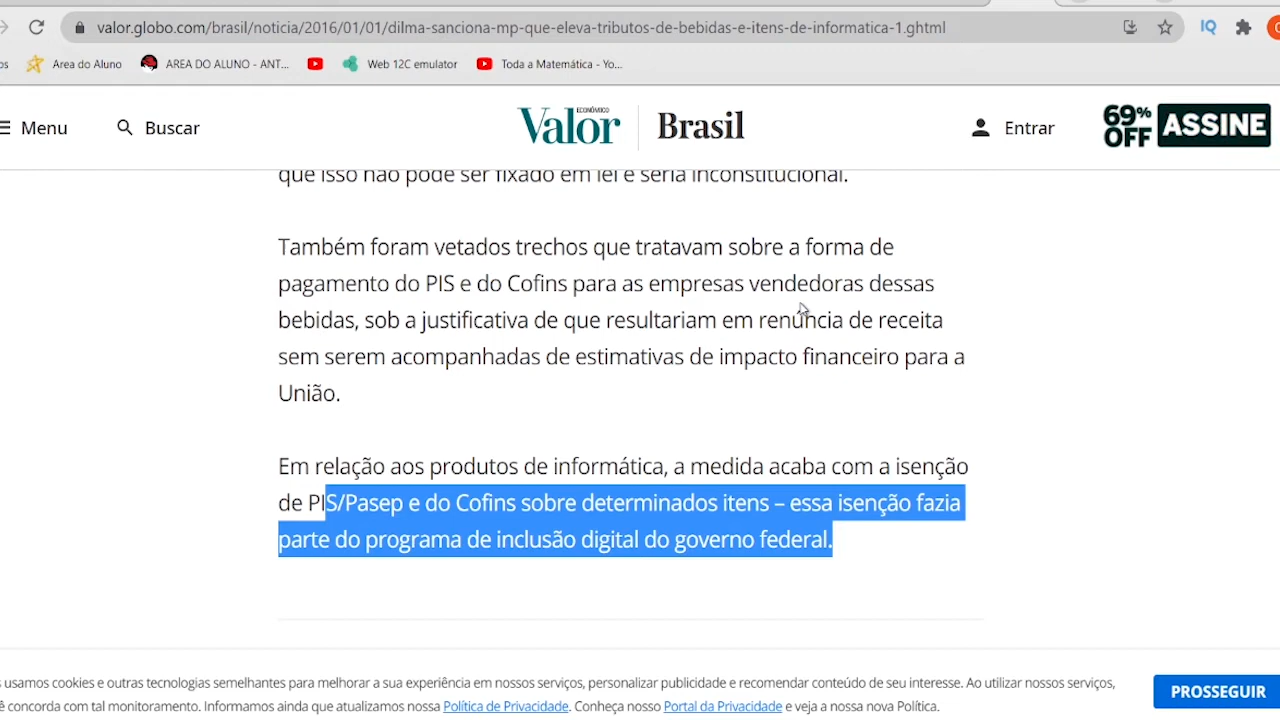 valor.globo.com/brasil/noticia/2016/01/01/dilma-sanciona-mp-que-eleva-tributos-de-bebidas-e-itens-de-informatica-1.ghtml
IQ
os Area do Aluno AREA DO ALUNO - ANT... Web 12C emulator Toda a Matemática - Yo...
Menu Buscar Valor ECONÔMICO Brasil Entrar 69% OFF ASSINE
que isso não pode ser fixado em lei e seria inconstitucional.
Também foram vetados trechos que tratavam sobre a forma de
pagamento do PIS e do Cofins para as empresas vendedoras dessas
bebidas, sob a justificativa de que resultariam em renúncia de receita
sem serem acompanhadas de estimativas de impacto financeiro para a
União.
Em relação aos produtos de informática, a medida acaba com a isenção
de PIS/Pasep e do Cofins sobre determinados itens – essa isenção fazia
parte do programa de inclusão digital do governo federal.
s usamos cookies e outras tecnologias semelhantes para melhorar a sua experiência em nossos serviços, personalizar publicidade e recomendar conteúdo de seu interesse. Ao utilizar nossos serviços,
ê concorda com tal monitoramento. Informamos ainda que atualizamos nossa Política de Privacidade. Conheça nosso Portal da Privacidade e veja a nossa nova Política.
PROSSEGUIR